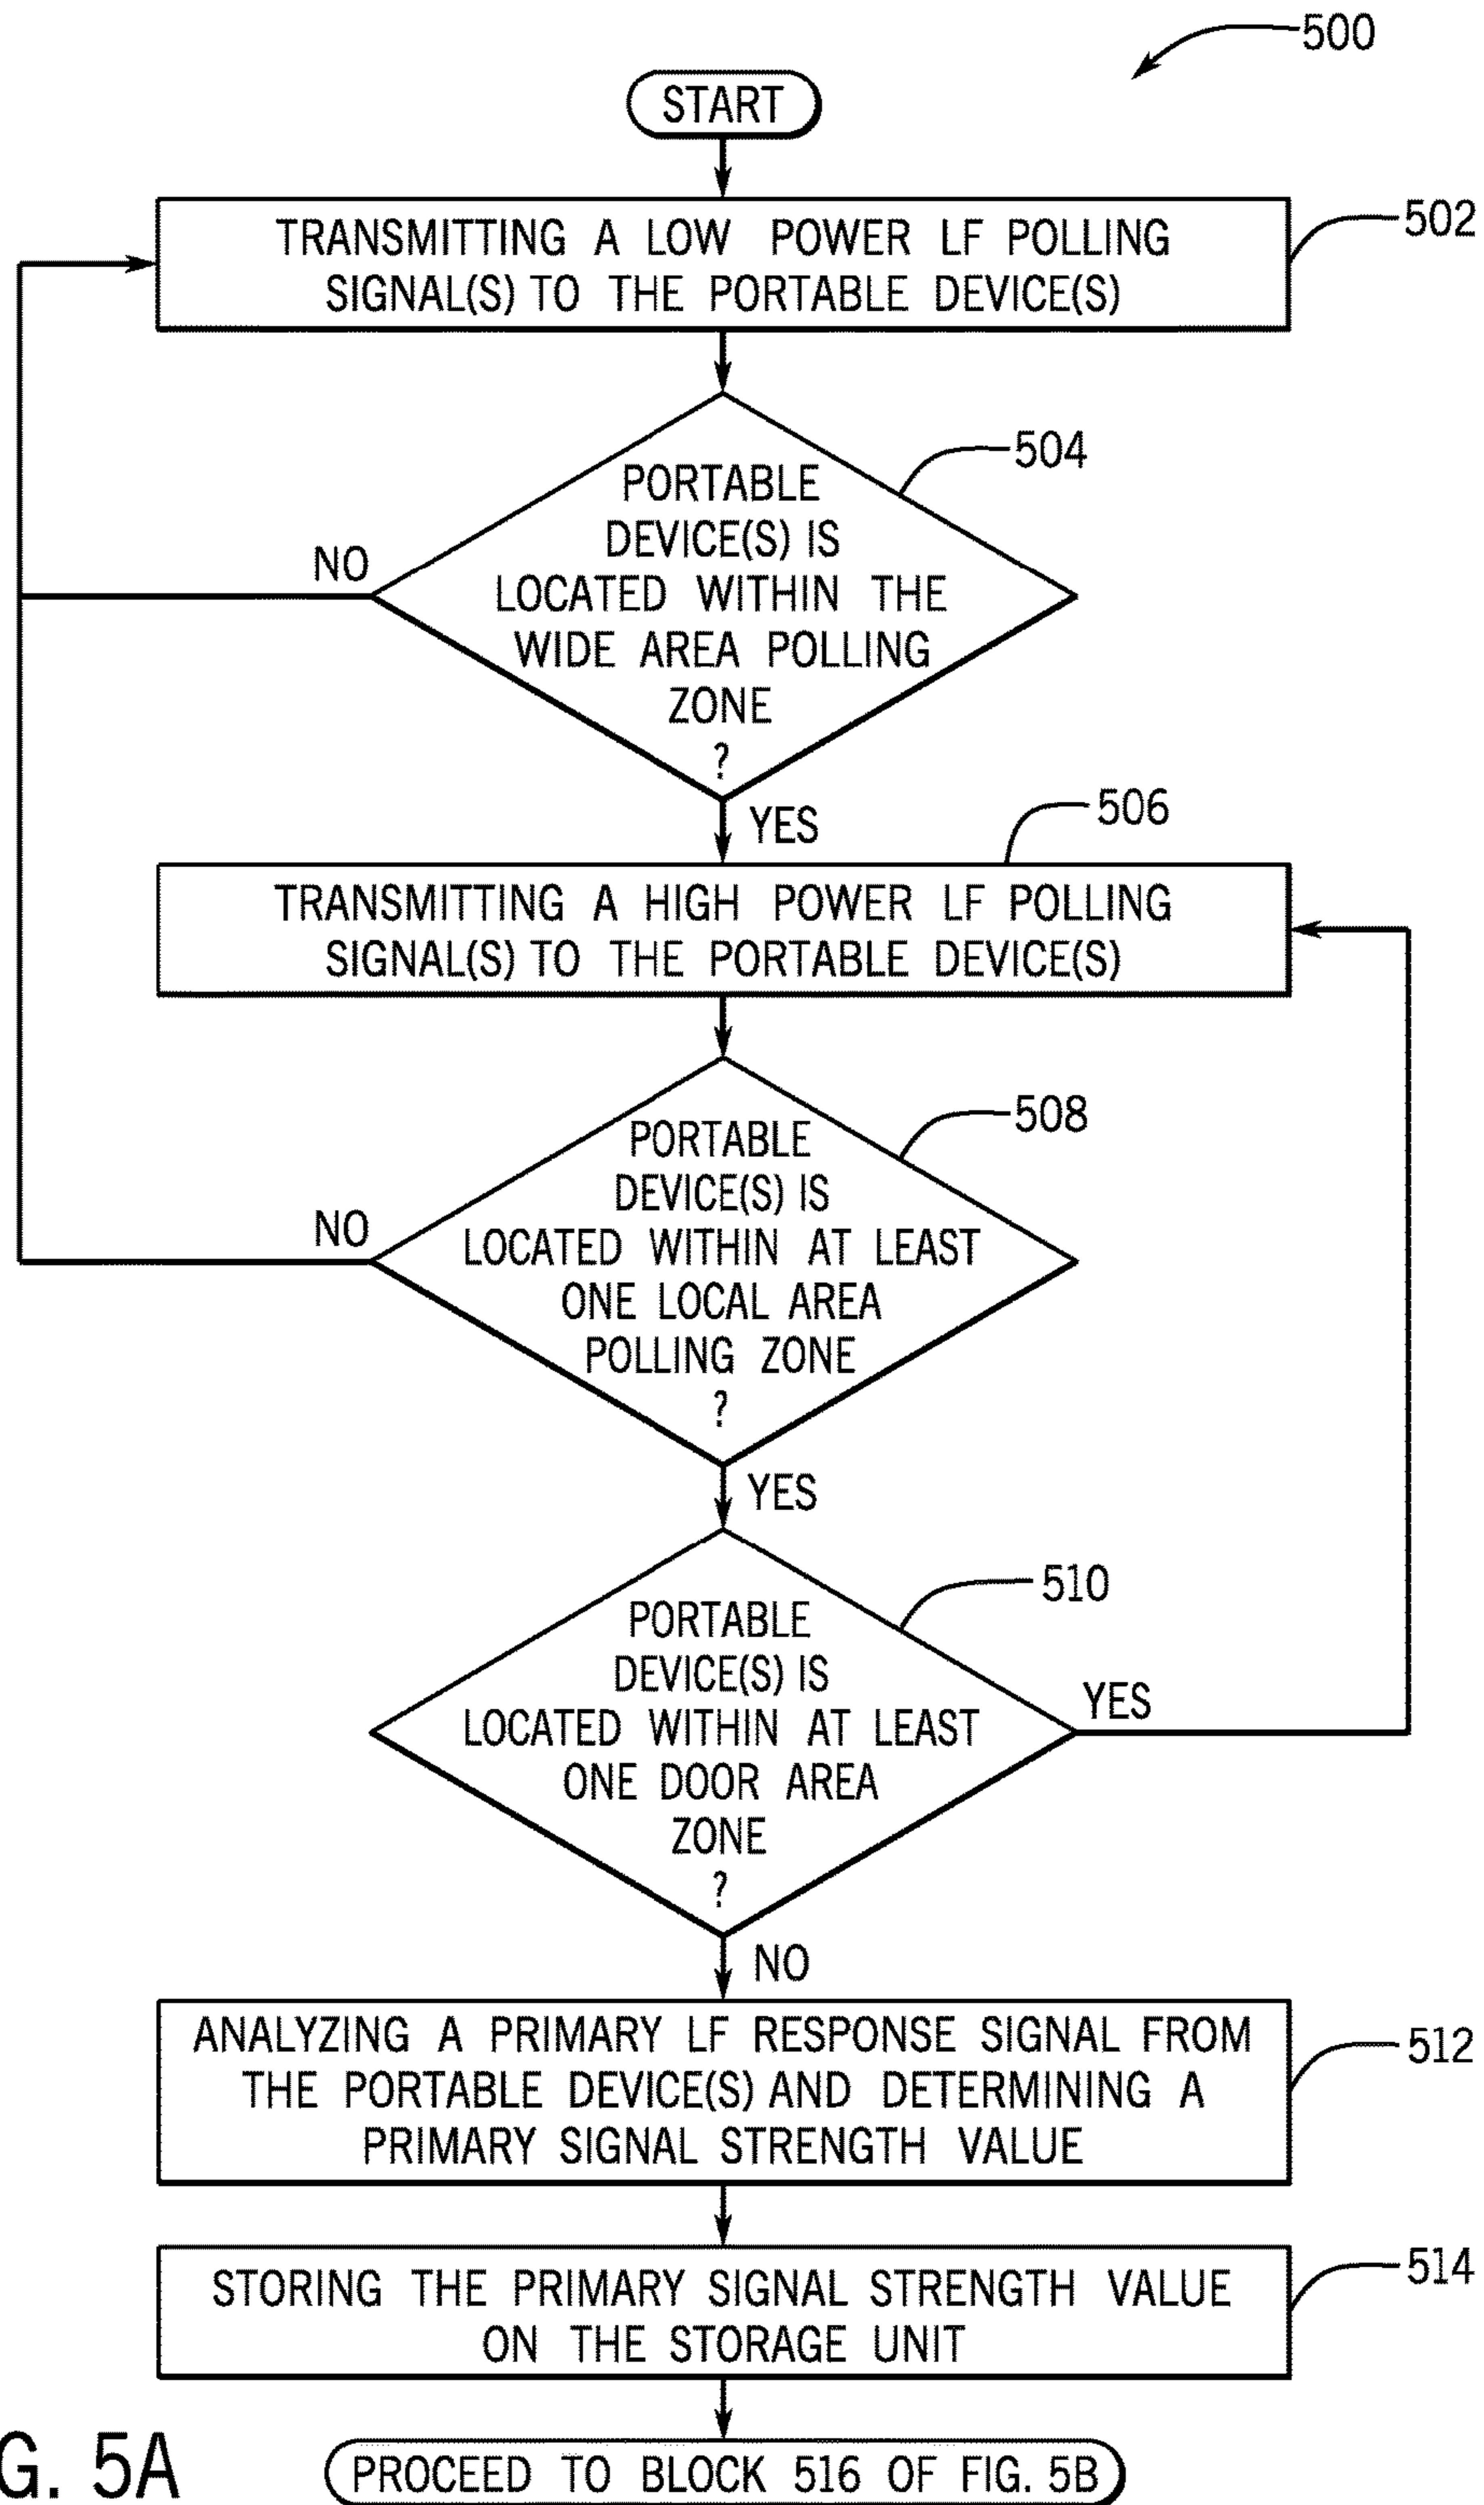 500
START
TRANSMITTING A LOW POWER LF POLLING
SIGNAL(S) TO THE PORTABLE DEVICE(S)
502
PORTABLE
DEVICE(S) IS
LOCATED WITHIN THE
WIDE AREA POLLING
ZONE
?
504
NO
YES
506
TRANSMITTING A HIGH POWER LF POLLING
SIGNAL(S) TO THE PORTABLE DEVICE(S)
PORTABLE
DEVICE(S) IS
LOCATED WITHIN AT LEAST
ONE LOCAL AREA
POLLING ZONE
?
508
NO
YES
PORTABLE
DEVICE(S) IS
LOCATED WITHIN AT LEAST
ONE DOOR AREA
ZONE
?
510
YES
NO
ANALYZING A PRIMARY LF RESPONSE SIGNAL FROM
THE PORTABLE DEVICE(S) AND DETERMINING A
PRIMARY SIGNAL STRENGTH VALUE
512
STORING THE PRIMARY SIGNAL STRENGTH VALUE
ON THE STORAGE UNIT
514
G. 5A
PROCEED TO BLOCK 516 OF FIG. 5B